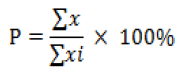 P = ∑x / ∑xi × 100%